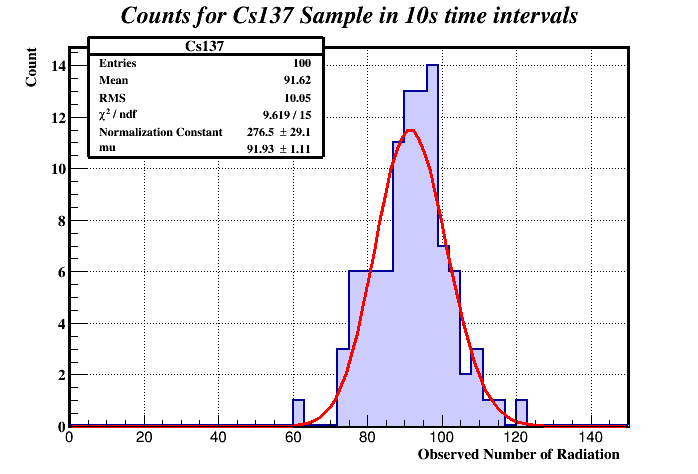 Counts for Cs137 Sample in 10s time intervals
Count
Cs137
Entries 100
Mean 91.62
RMS 10.05
χ² / ndf 9.619 / 15
Normalization Constant 276.5 ± 29.1
mu 91.93 ± 1.11
14
12
10
8
6
4
2
0
0 20 40 60 80 100 120 140
Observed Number of Radiation